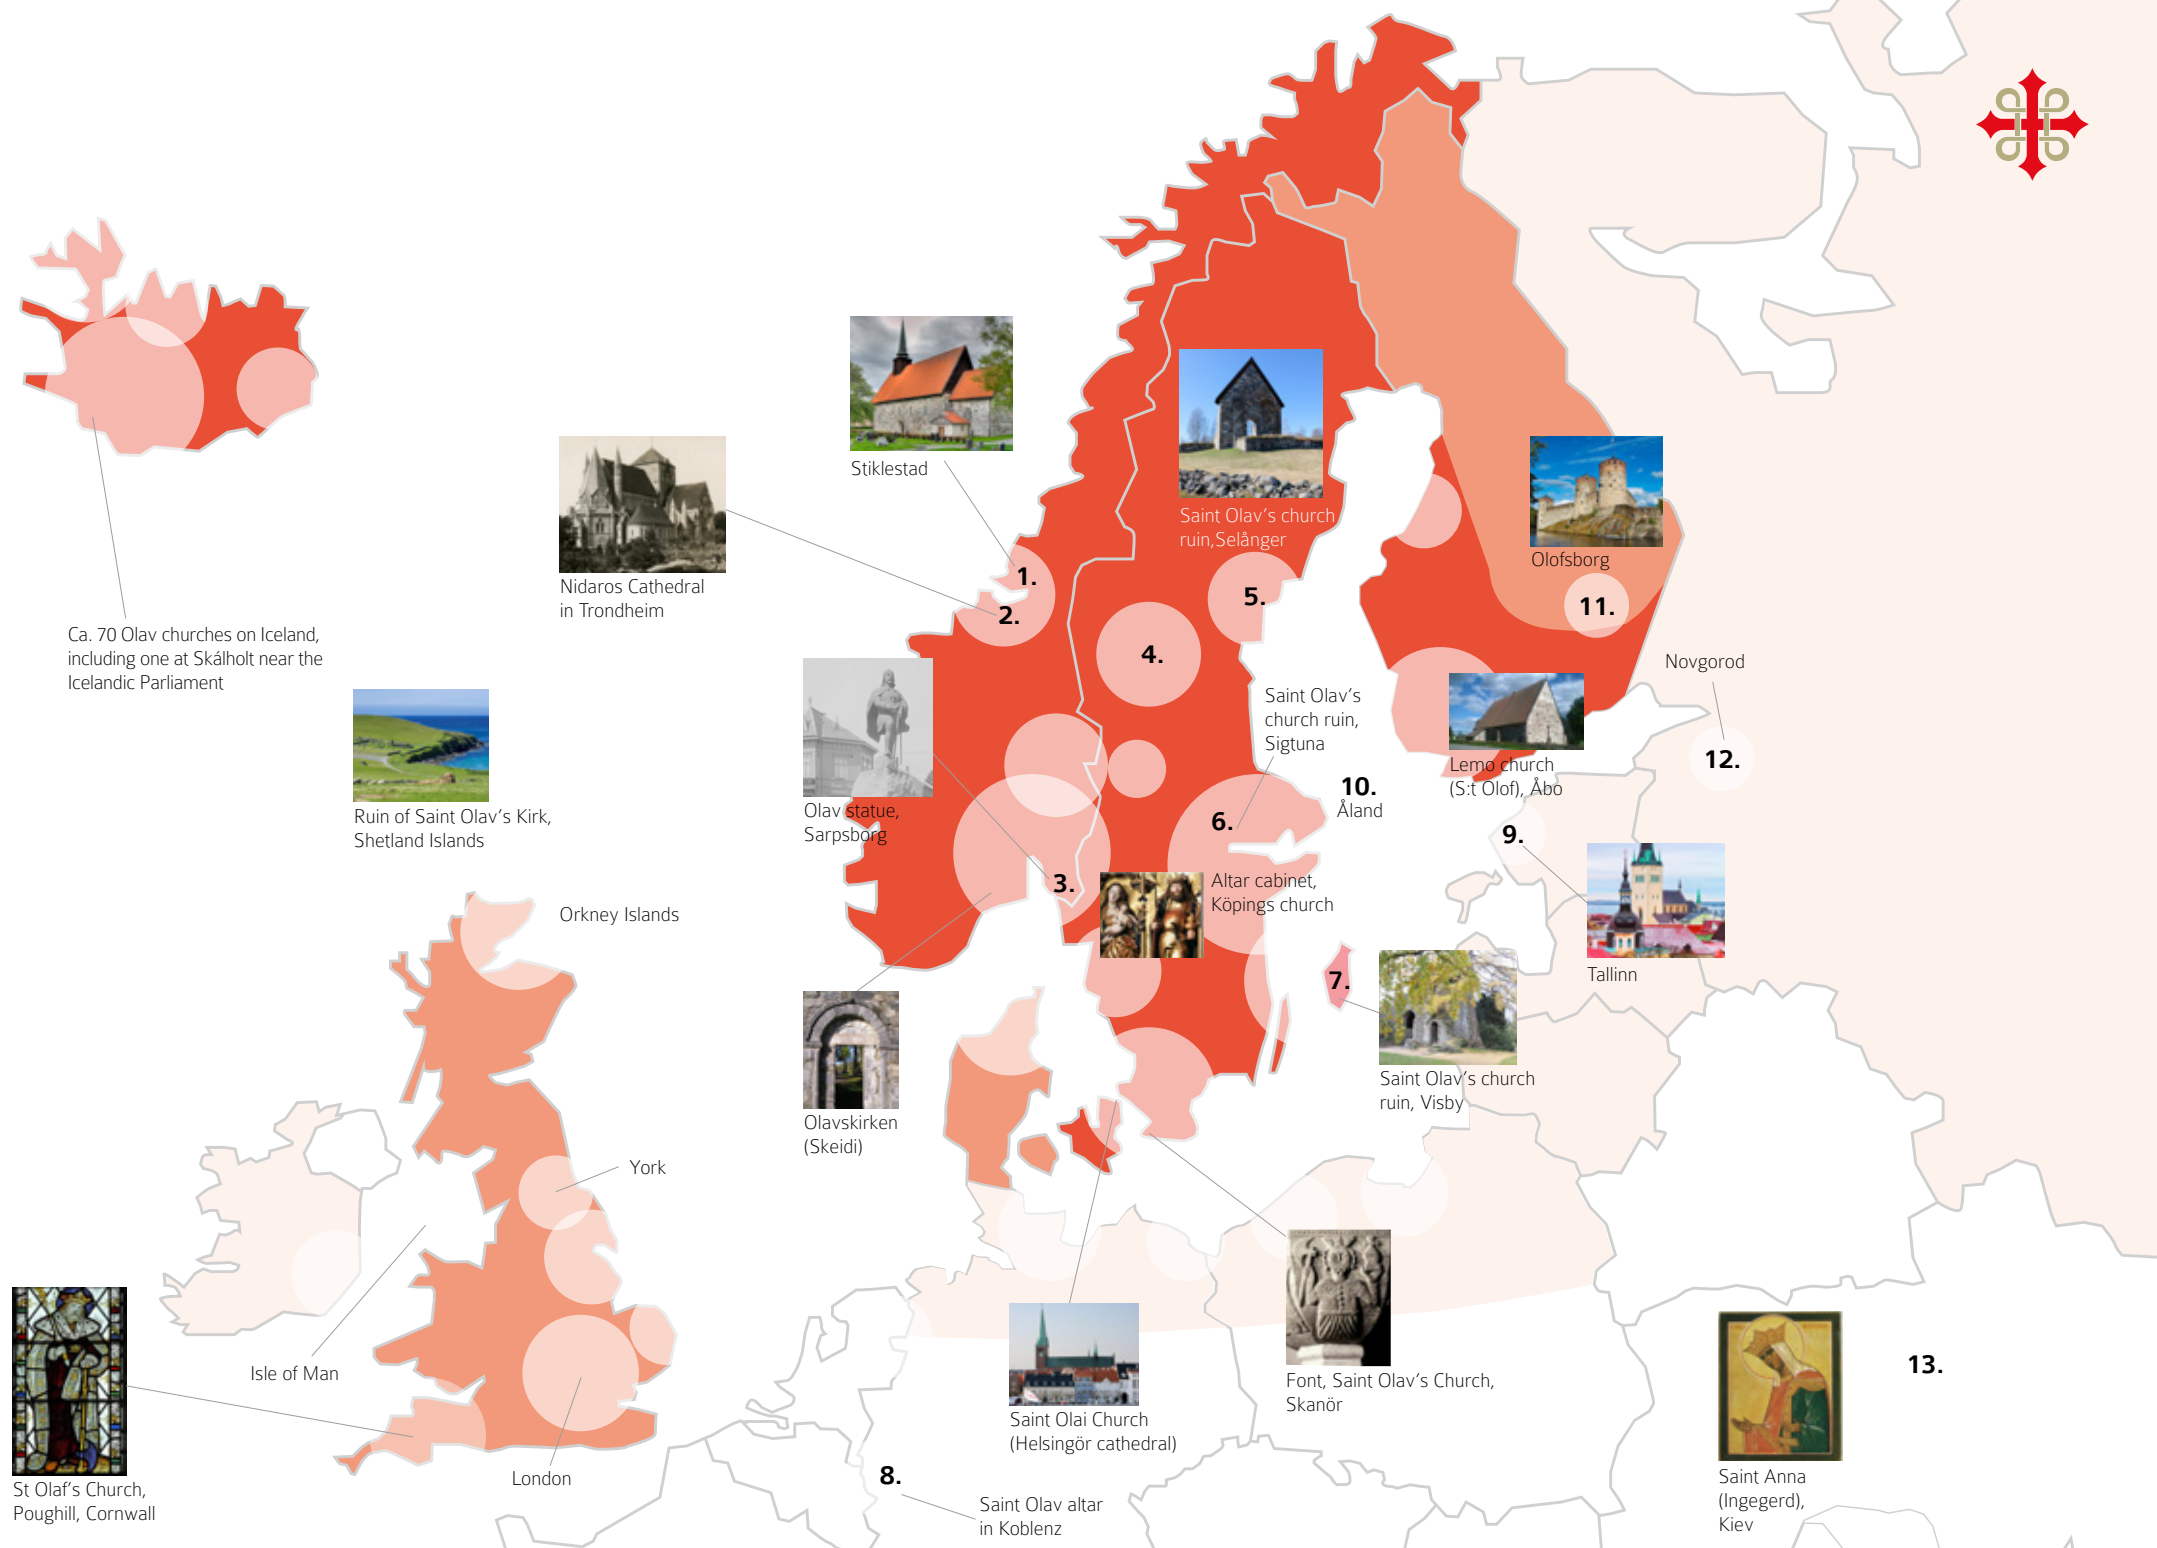 Stiklestad
Saint Olav's church
ruin,Selånger
Nidaros Cathedral
in Trondheim
Olofsborg
1.
2.
5.
11.
4.
Ca. 70 Olav churches on Iceland,
including one at Skálholt near the
Icelandic Parliament
Novgorod
12.
Saint Olav's
church ruin,
Sigtuna
Lemo church
(S:t Olof), Åbo
10.
Åland
Olav statue,
Sarpsborg
Ruin of Saint Olav's Kirk,
Shetland Islands
6.
9.
3.
Altar cabinet,
Köpings church
Orkney Islands
7.
Tallinn
Saint Olav's church
ruin, Visby
Olavskirken
(Skeidi)
York
Isle of Man
13.
Font, Saint Olav's Church,
Skanör
Saint Olai Church
(Helsingör cathedral)
London
8.
Saint Olav altar
in Koblenz
St Olaf's Church,
Poughill, Cornwall
Saint Anna
(Ingegerd),
Kiev